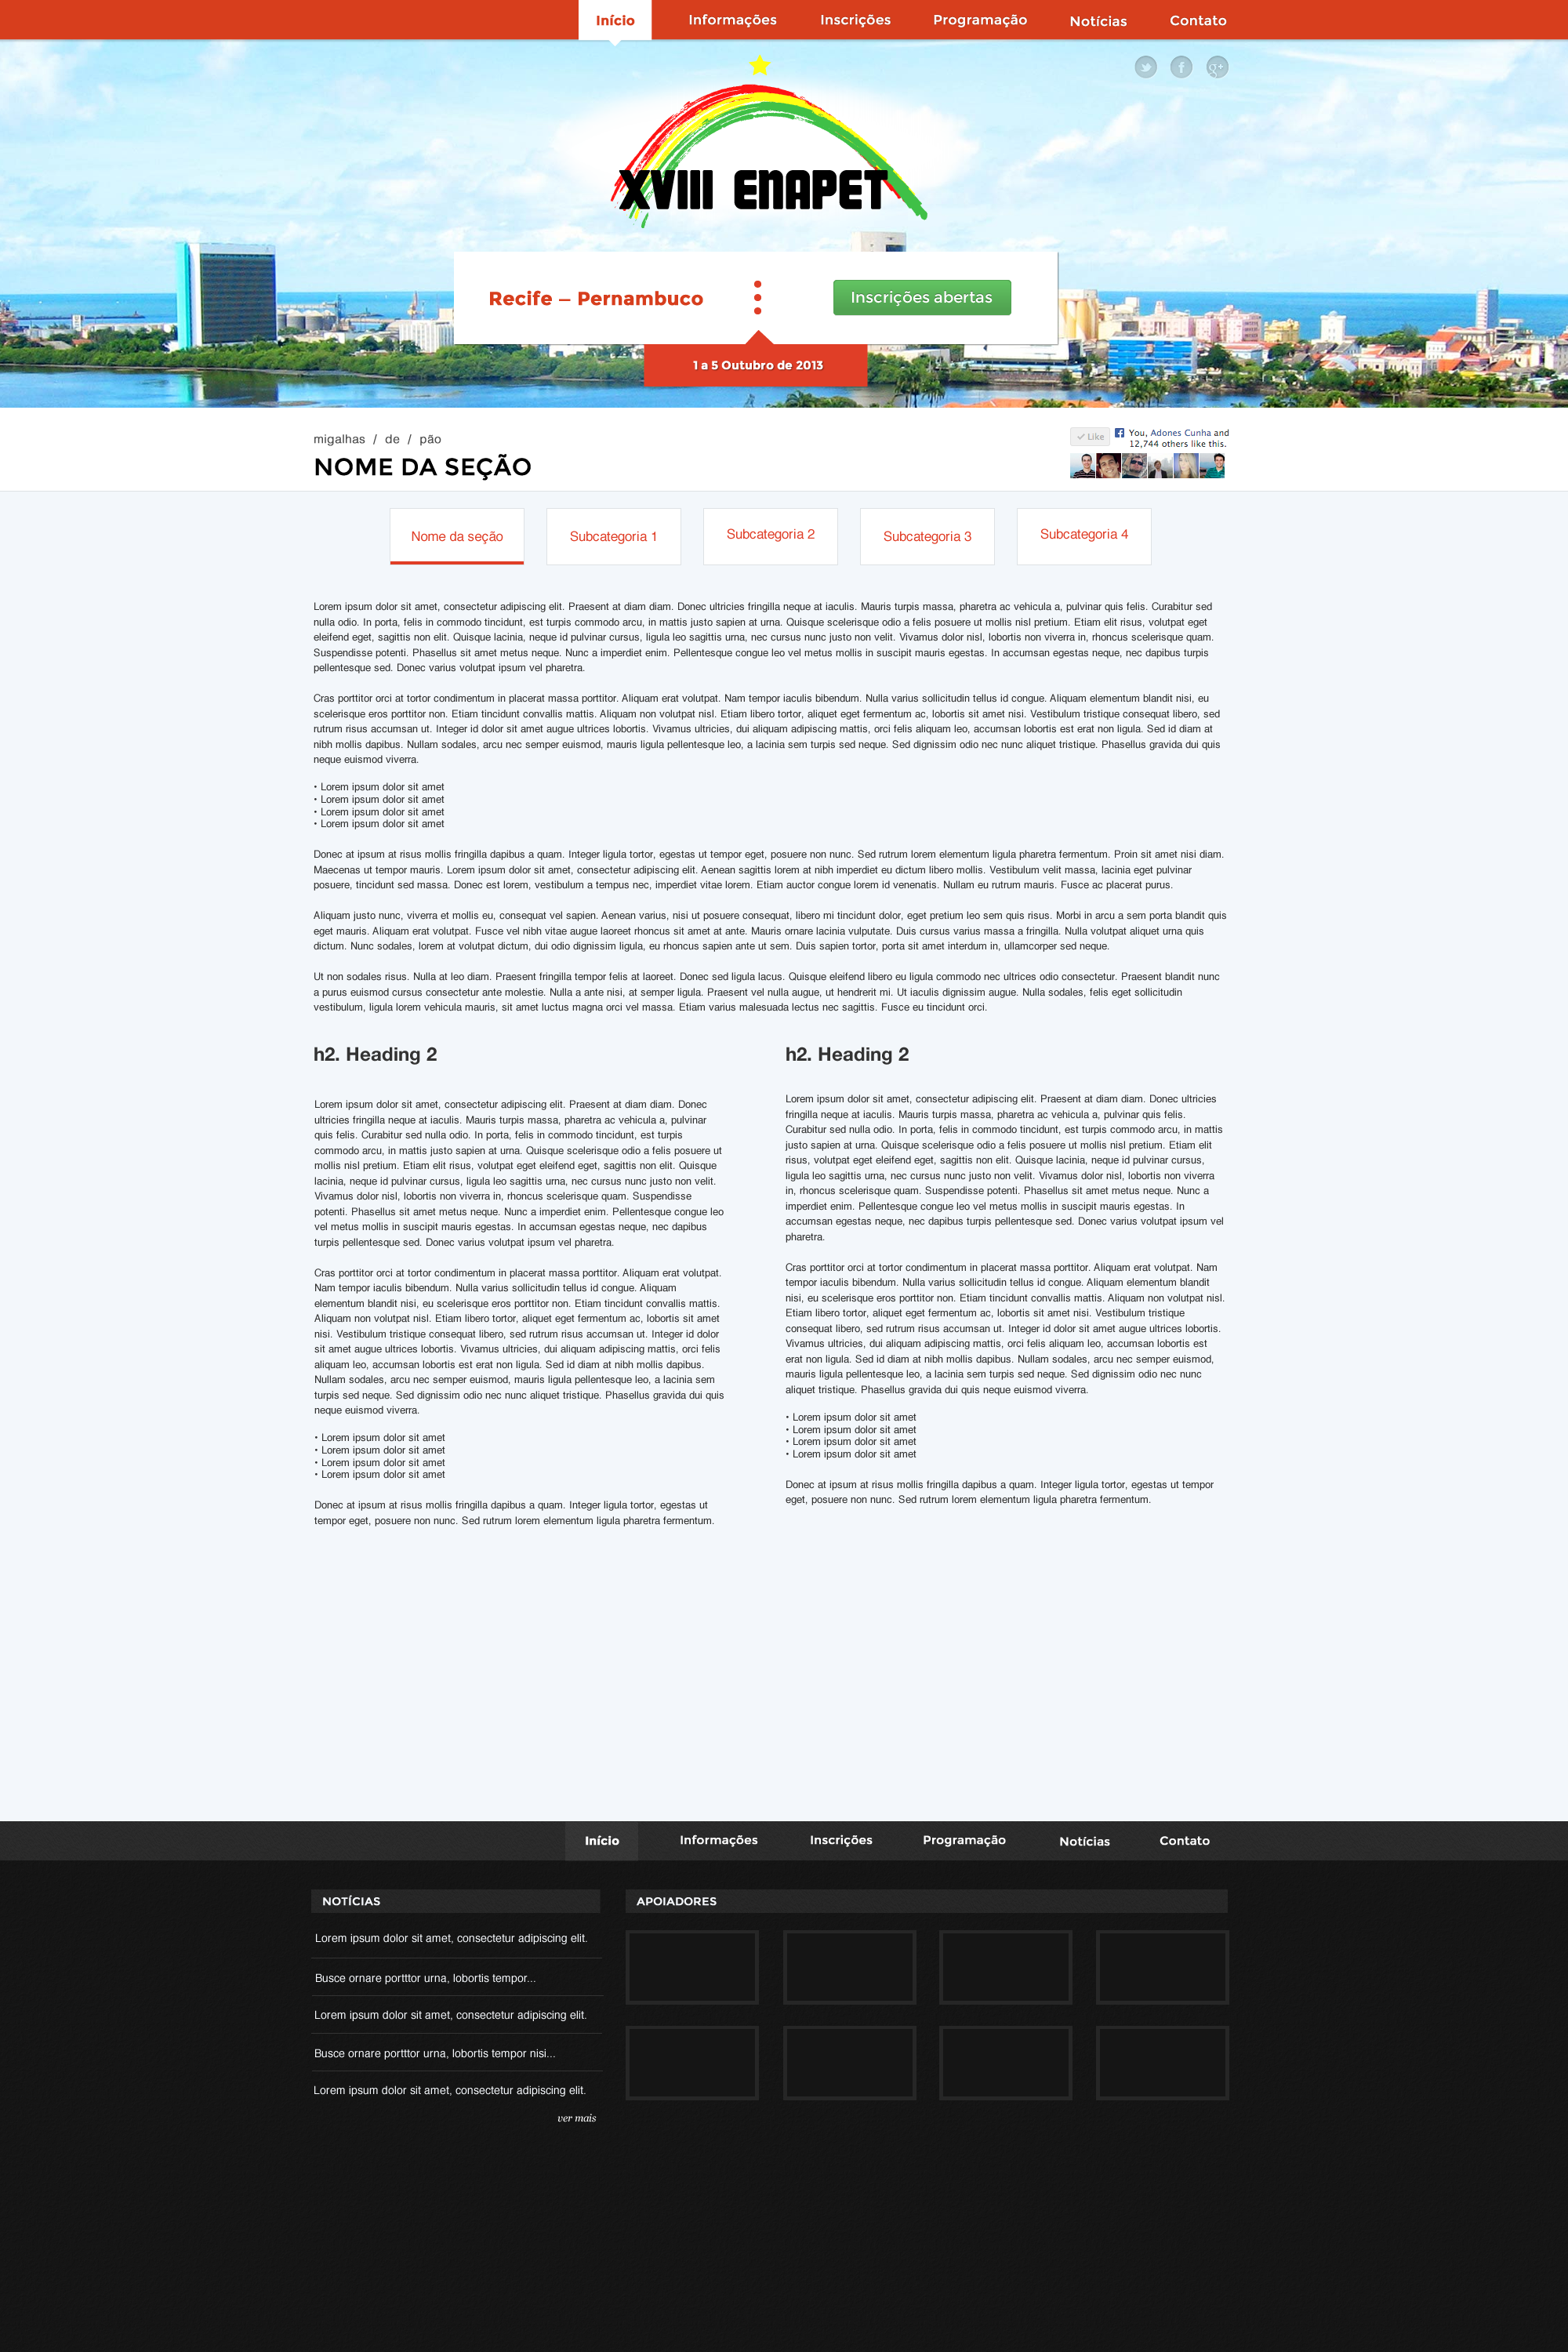 Início Informações Inscrições Programação Notícias Contato
XVIII ENAPET
Recife – Pernambuco
Inscrições abertas
1 a 5 Outubro de 2013
migalhas / de / pão
NOME DA SEÇÃO
Like
You, Adones Cunha and
12,744 others like this.
Nome da seção
Subcategoria 1
Subcategoria 2
Subcategoria 3
Subcategoria 4
Lorem ipsum dolor sit amet, consectetur adipiscing elit. Praesent at diam diam. Donec ultricies fringilla neque at iaculis. Mauris turpis massa, pharetra ac vehicula a, pulvinar quis felis. Curabitur sed
nulla odio. In porta, felis in commodo tincidunt, est turpis commodo arcu, in mattis justo sapien at urna. Quisque scelerisque odio a felis posuere ut mollis nisl pretium. Etiam elit risus, volutpat eget
eleifend eget, sagittis non elit. Quisque lacinia, neque id pulvinar cursus, ligula leo sagittis urna, nec cursus nunc justo non velit. Vivamus dolor nisl, lobortis non viverra in, rhoncus scelerisque quam.
Suspendisse potenti. Phasellus sit amet metus neque. Nunc a imperdiet enim. Pellentesque congue leo vel metus mollis in suscipit mauris egestas. In accumsan egestas neque, nec dapibus turpis
pellentesque sed. Donec varius volutpat ipsum vel pharetra.
Cras porttitor orci at tortor condimentum in placerat massa porttitor. Aliquam erat volutpat. Nam tempor iaculis bibendum. Nulla varius sollicitudin tellus id congue. Aliquam elementum blandit nisi, eu
scelerisque eros porttitor non. Etiam tincidunt convallis mattis. Aliquam non volutpat nisl. Etiam libero tortor, aliquet eget fermentum ac, lobortis sit amet nisi. Vestibulum tristique consequat libero, sed
rutrum risus accumsan ut. Integer id dolor sit amet augue ultrices lobortis. Vivamus ultricies, dui aliquam adipiscing mattis, orci felis aliquam leo, accumsan lobortis est erat non ligula. Sed id diam at
nibh mollis dapibus. Nullam sodales, arcu nec semper euismod, mauris ligula pellentesque leo, a lacinia sem turpis sed neque. Sed dignissim odio nec nunc aliquet tristique. Phasellus gravida dui quis
neque euismod viverra.
• Lorem ipsum dolor sit amet
• Lorem ipsum dolor sit amet
• Lorem ipsum dolor sit amet
• Lorem ipsum dolor sit amet
Donec at ipsum at risus mollis fringilla dapibus a quam. Integer ligula tortor, egestas ut tempor eget, posuere non nunc. Sed rutrum lorem elementum ligula pharetra fermentum. Proin sit amet nisi diam.
Maecenas ut tempor mauris. Lorem ipsum dolor sit amet, consectetur adipiscing elit. Aenean sagittis lorem at nibh imperdiet eu dictum libero mollis. Vestibulum velit massa, lacinia eget pulvinar
posuere, tincidunt sed massa. Donec est lorem, vestibulum a tempus nec, imperdiet vitae lorem. Etiam auctor congue lorem id venenatis. Nullam eu rutrum mauris. Fusce ac placerat purus.
Aliquam justo nunc, viverra et mollis eu, consequat vel sapien. Aenean varius, nisi ut posuere consequat, libero mi tincidunt dolor, eget pretium leo sem quis risus. Morbi in arcu a sem porta blandit quis
eget mauris. Aliquam erat volutpat. Fusce vel nibh vitae augue laoreet rhoncus sit amet at ante. Mauris ornare lacinia vulputate. Duis cursus varius massa a fringilla. Nulla volutpat aliquet urna quis
dictum. Nunc sodales, lorem at volutpat dictum, dui odio dignissim ligula, eu rhoncus sapien ante ut sem. Duis sapien tortor, porta sit amet interdum in, ullamcorper sed neque.
Ut non sodales risus. Nulla at leo diam. Praesent fringilla tempor felis at laoreet. Donec sed ligula lacus. Quisque eleifend libero eu ligula commodo nec ultrices odio consectetur. Praesent blandit nunc
a purus euismod cursus consectetur ante molestie. Nulla a ante nisi, at semper ligula. Praesent vel nulla augue, ut hendrerit mi. Ut iaculis dignissim augue. Nulla sodales, felis eget sollicitudin
vestibulum, ligula lorem vehicula mauris, sit amet luctus magna orci vel massa. Etiam varius malesuada lectus nec sagittis. Fusce eu tincidunt orci.
h2. Heading 2
Lorem ipsum dolor sit amet, consectetur adipiscing elit. Praesent at diam diam. Donec
ultricies fringilla neque at iaculis. Mauris turpis massa, pharetra ac vehicula a, pulvinar
quis felis. Curabitur sed nulla odio. In porta, felis in commodo tincidunt, est turpis
commodo arcu, in mattis justo sapien at urna. Quisque scelerisque odio a felis posuere ut
mollis nisl pretium. Etiam elit risus, volutpat eget eleifend eget, sagittis non elit. Quisque
lacinia, neque id pulvinar cursus, ligula leo sagittis urna, nec cursus nunc justo non velit.
Vivamus dolor nisl, lobortis non viverra in, rhoncus scelerisque quam. Suspendisse
potenti. Phasellus sit amet metus neque. Nunc a imperdiet enim. Pellentesque congue leo
vel metus mollis in suscipit mauris egestas. In accumsan egestas neque, nec dapibus
turpis pellentesque sed. Donec varius volutpat ipsum vel pharetra.
Cras porttitor orci at tortor condimentum in placerat massa porttitor. Aliquam erat volutpat.
Nam tempor iaculis bibendum. Nulla varius sollicitudin tellus id congue. Aliquam
elementum blandit nisi, eu scelerisque eros porttitor non. Etiam tincidunt convallis mattis.
Aliquam non volutpat nisl. Etiam libero tortor, aliquet eget fermentum ac, lobortis sit amet
nisi. Vestibulum tristique consequat libero, sed rutrum risus accumsan ut. Integer id dolor
sit amet augue ultrices lobortis. Vivamus ultricies, dui aliquam adipiscing mattis, orci felis
aliquam leo, accumsan lobortis est erat non ligula. Sed id diam at nibh mollis dapibus.
Nullam sodales, arcu nec semper euismod, mauris ligula pellentesque leo, a lacinia sem
turpis sed neque. Sed dignissim odio nec nunc aliquet tristique. Phasellus gravida dui quis
neque euismod viverra.
• Lorem ipsum dolor sit amet
• Lorem ipsum dolor sit amet
• Lorem ipsum dolor sit amet
• Lorem ipsum dolor sit amet
Donec at ipsum at risus mollis fringilla dapibus a quam. Integer ligula tortor, egestas ut
tempor eget, posuere non nunc. Sed rutrum lorem elementum ligula pharetra fermentum.
h2. Heading 2
Lorem ipsum dolor sit amet, consectetur adipiscing elit. Praesent at diam diam. Donec ultricies
fringilla neque at iaculis. Mauris turpis massa, pharetra ac vehicula a, pulvinar quis felis.
Curabitur sed nulla odio. In porta, felis in commodo tincidunt, est turpis commodo arcu, in mattis
justo sapien at urna. Quisque scelerisque odio a felis posuere ut mollis nisl pretium. Etiam elit
risus, volutpat eget eleifend eget, sagittis non elit. Quisque lacinia, neque id pulvinar cursus,
ligula leo sagittis urna, nec cursus nunc justo non velit. Vivamus dolor nisl, lobortis non viverra
in, rhoncus scelerisque quam. Suspendisse potenti. Phasellus sit amet metus neque. Nunc a
imperdiet enim. Pellentesque congue leo vel metus mollis in suscipit mauris egestas. In
accumsan egestas neque, nec dapibus turpis pellentesque sed. Donec varius volutpat ipsum vel
pharetra.
Cras porttitor orci at tortor condimentum in placerat massa porttitor. Aliquam erat volutpat. Nam
tempor iaculis bibendum. Nulla varius sollicitudin tellus id congue. Aliquam elementum blandit
nisi, eu scelerisque eros porttitor non. Etiam tincidunt convallis mattis. Aliquam non volutpat nisl.
Etiam libero tortor, aliquet eget fermentum ac, lobortis sit amet nisi. Vestibulum tristique
consequat libero, sed rutrum risus accumsan ut. Integer id dolor sit amet augue ultrices lobortis.
Vivamus ultricies, dui aliquam adipiscing mattis, orci felis aliquam leo, accumsan lobortis est
erat non ligula. Sed id diam at nibh mollis dapibus. Nullam sodales, arcu nec semper euismod,
mauris ligula pellentesque leo, a lacinia sem turpis sed neque. Sed dignissim odio nec nunc
aliquet tristique. Phasellus gravida dui quis neque euismod viverra.
• Lorem ipsum dolor sit amet
• Lorem ipsum dolor sit amet
• Lorem ipsum dolor sit amet
• Lorem ipsum dolor sit amet
Donec at ipsum at risus mollis fringilla dapibus a quam. Integer ligula tortor, egestas ut tempor
eget, posuere non nunc. Sed rutrum lorem elementum ligula pharetra fermentum.
Início Informações Inscrições Programação Notícias Contato
NOTÍCIAS
Lorem ipsum dolor sit amet, consectetur adipiscing elit.
Busce ornare portttor urna, lobortis tempor...
Lorem ipsum dolor sit amet, consectetur adipiscing elit.
Busce ornare portttor urna, lobortis tempor nisi...
Lorem ipsum dolor sit amet, consectetur adipiscing elit.
ver mais
APOIADORES